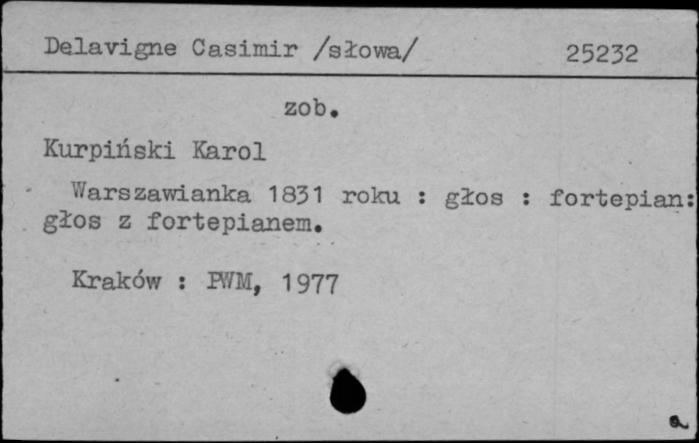 Delavigne Casimir /słowa/ 25232
zob.
Kurpiński Karol
Warszawianka 1831 roku : głos : fortepian:
głos z fortepianem.
Kraków : PWM, 1977
a